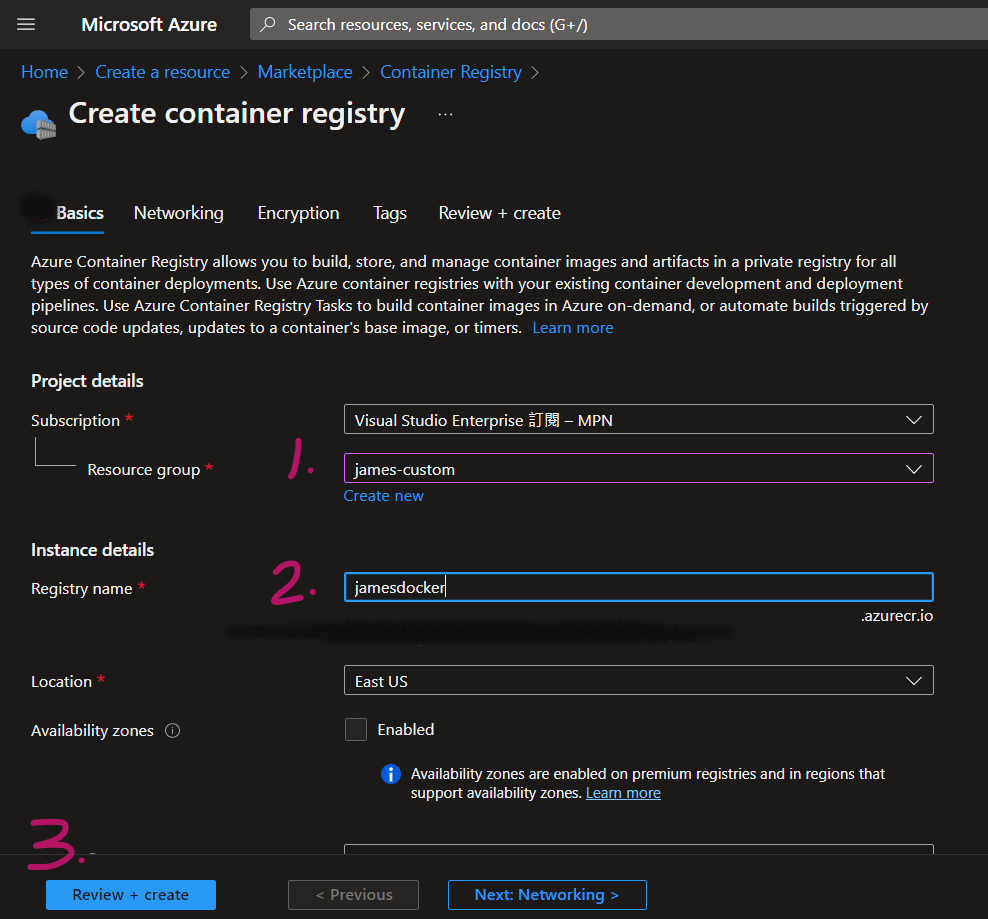 Microsoft Azure
Search resources, services, and docs (G+/)
Home > Create a resource > Marketplace > Container Registry >
Create container registry ...
Basics Networking Encryption Tags Review + create
Azure Container Registry allows you to build, store, and manage container images and artifacts in a private registry for all
types of container deployments. Use Azure container registries with your existing container development and deployment
pipelines. Use Azure Container Registry Tasks to build container images in Azure on-demand, or automate builds triggered by
source code updates, updates to a container's base image, or timers. Learn more
Project details
Subscription * Visual Studio Enterprise 訂閱 – MPN
1. Resource group * james-custom
Create new
Instance details
Registry name * 2. jamesdocker
.azurecr.io
Location * East US
Availability zones Enabled
Availability zones are enabled on premium registries and in regions that
support availability zones. Learn more
3.
Review + create < Previous Next: Networking >